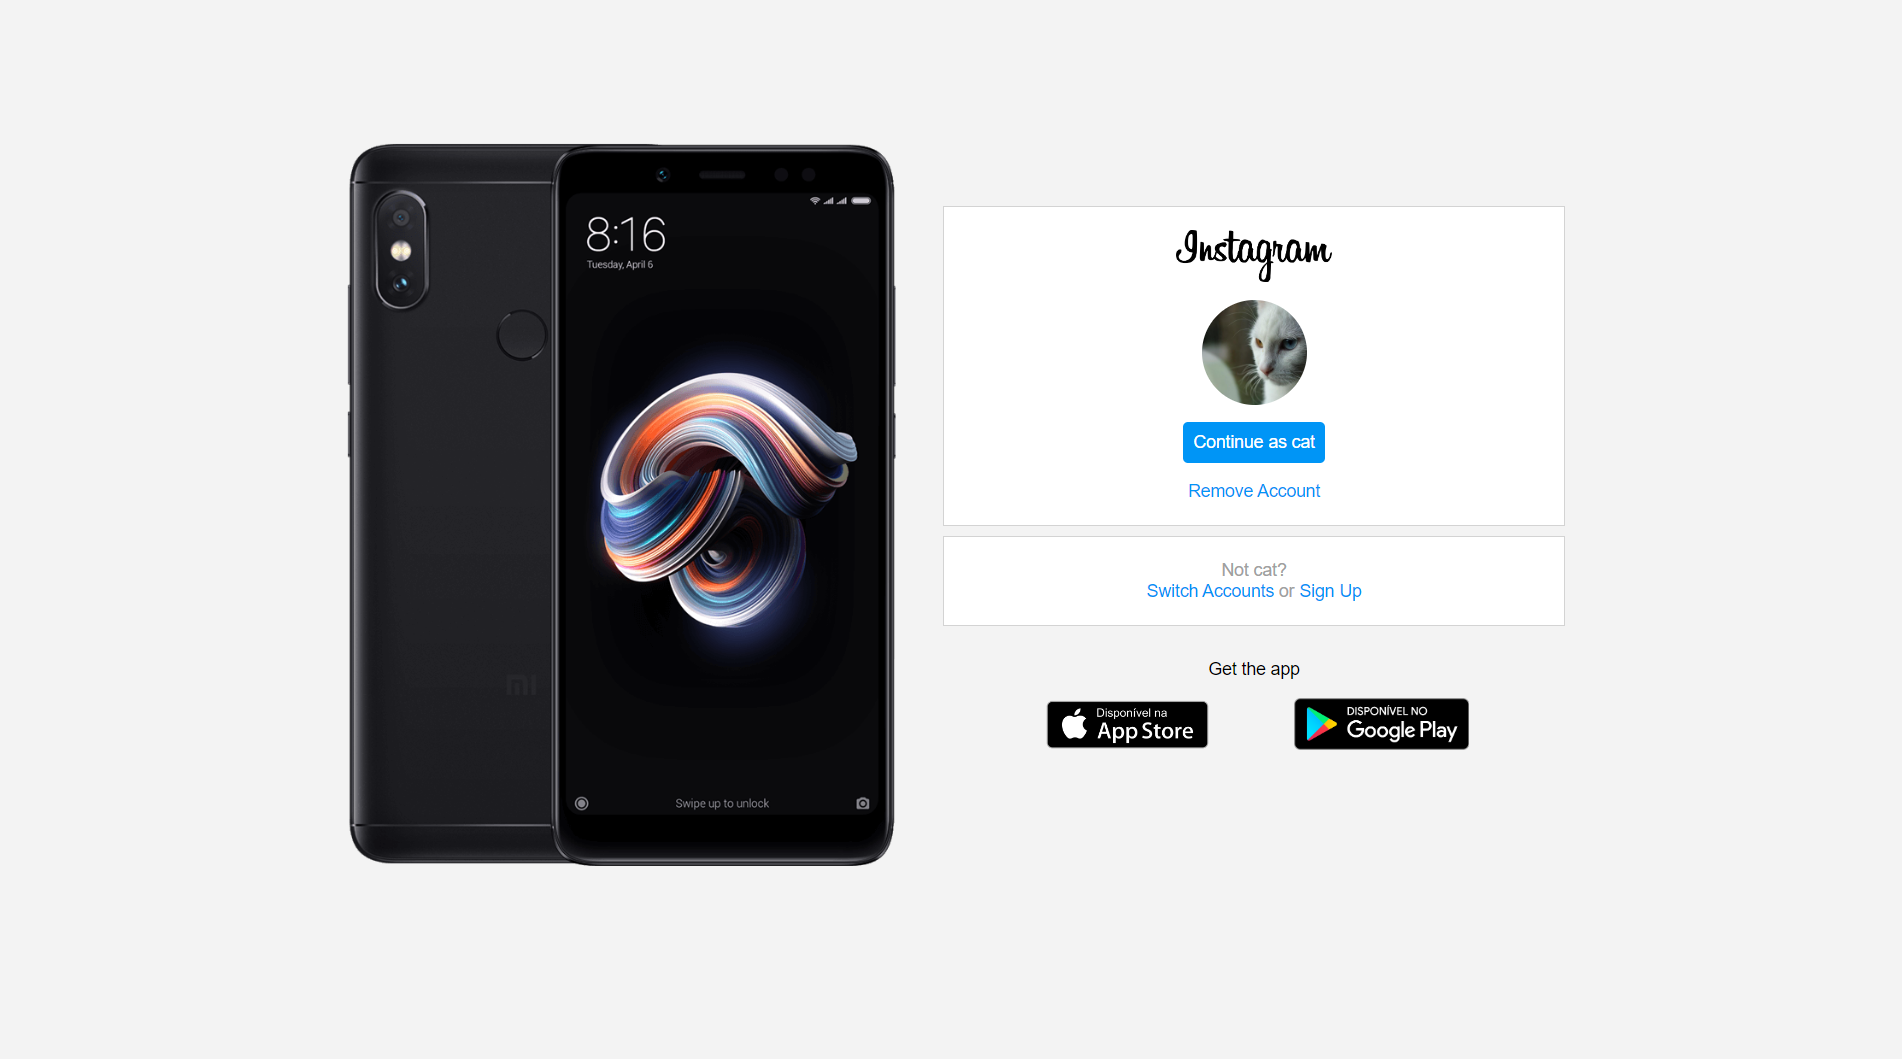 8:16
Tuesday, April 6
Swipe up to unlock
MI
Instagram
Continue as cat
Remove Account
Not cat?
Switch Accounts or Sign Up
Get the app
Disponível na
App Store
DISPONÍVEL NO
Google Play